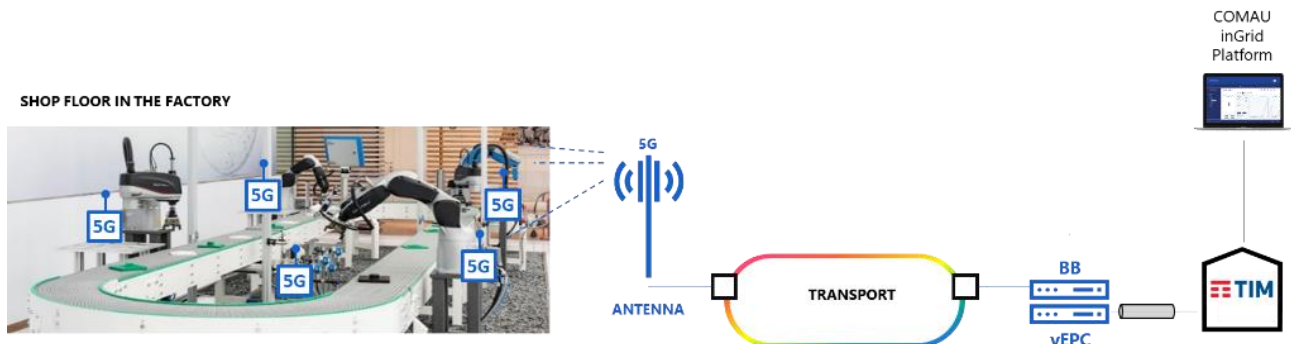 COMAU
inGrid
Platform
SHOP FLOOR IN THE FACTORY
5G
5G
5G
5G
5G
5G
ANTENNA
TRANSPORT
BB
vEPC
TIM